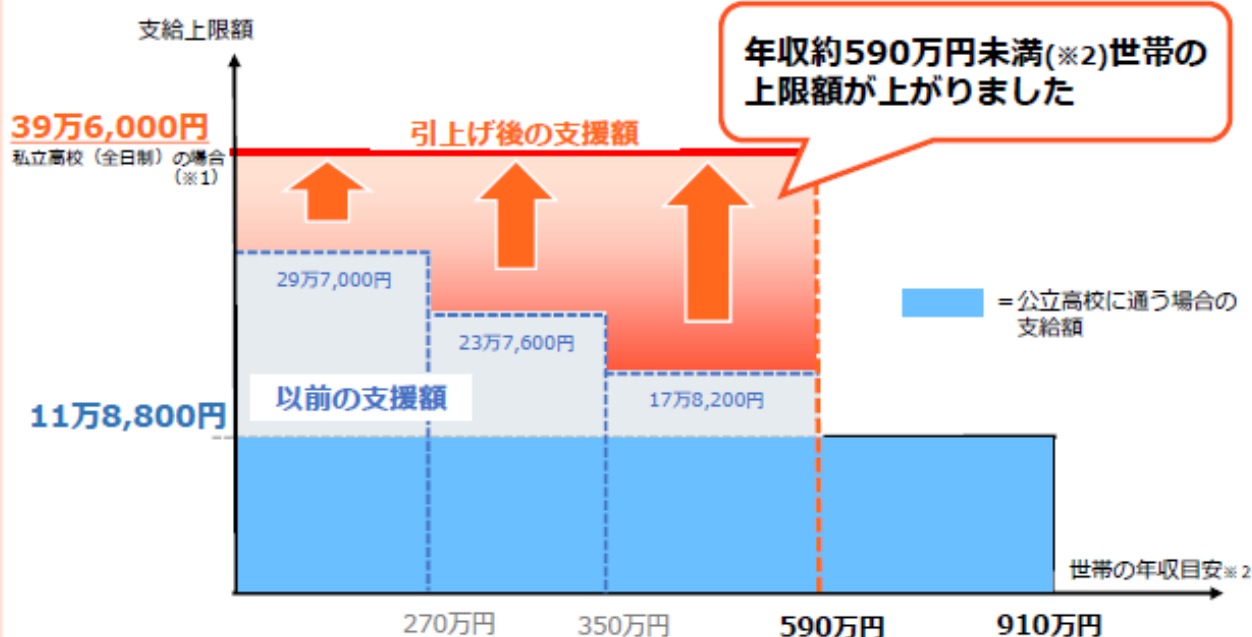 支給上限額
年収約590万円未満(※2)世帯の
上限額が上がりました
39万6,000円
私立高校（全日制）の場合
（※1）
引上げ後の支援額
29万7,000円
23万7,600円
17万8,200円
=公立高校に通う場合の
支給額
以前の支援額
11万8,800円
世帯の年収目安※2
270万円
350万円
590万円
910万円